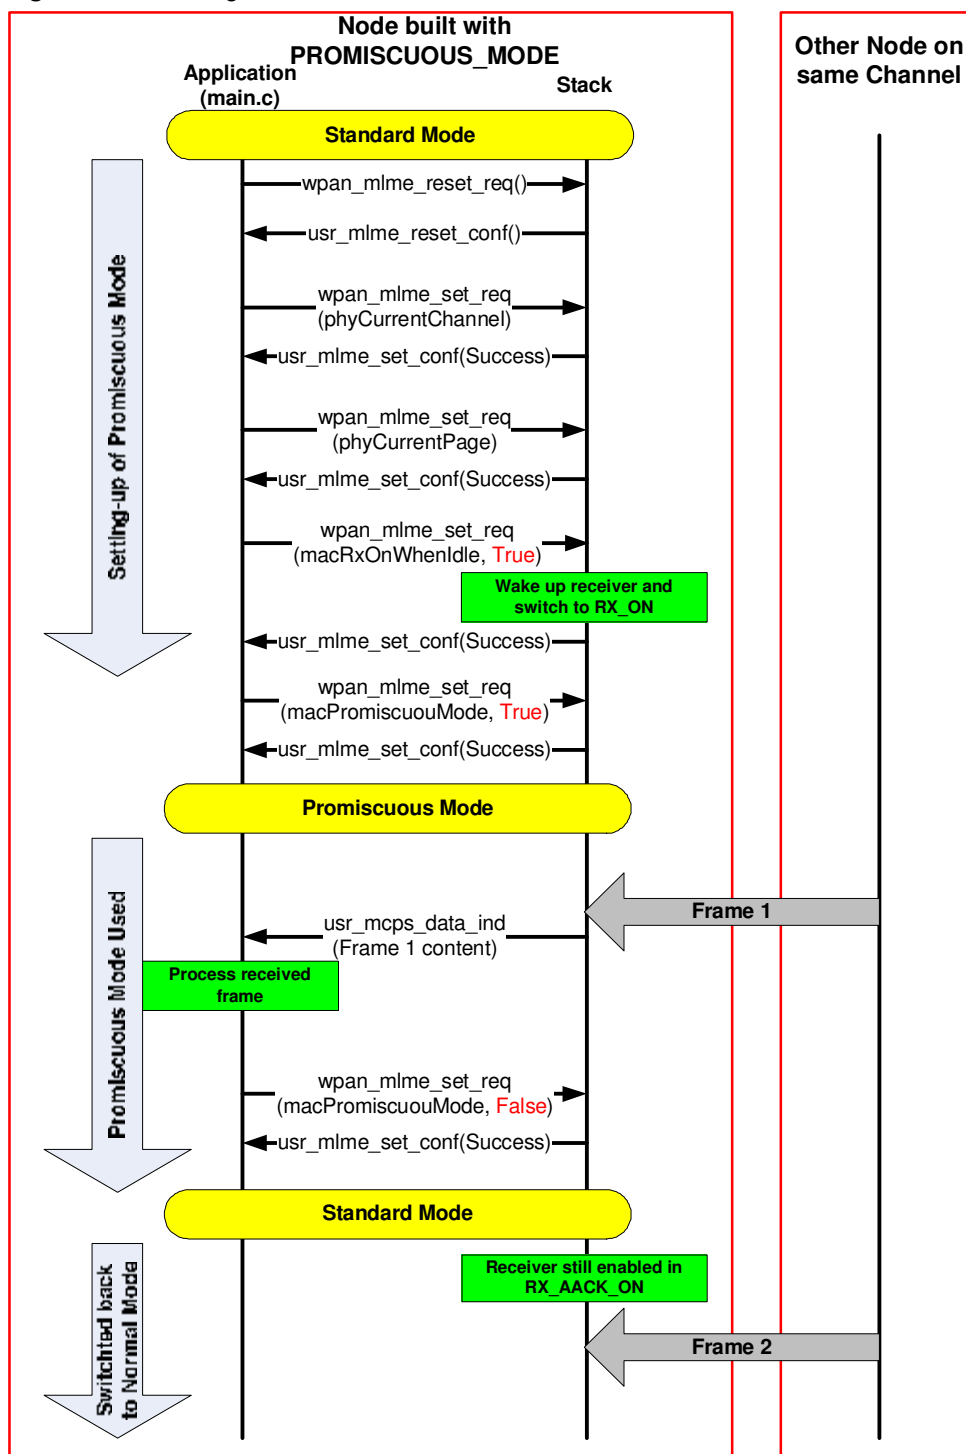 Node built with
PROMISCUOUS_MODE
Other Node on
same Channel
Application
(main.c)
Stack
Standard Mode
Setting-up of Promiscuous Mode
wpan_mlme_reset_req()
usr_mlme_reset_conf()
wpan_mlme_set_req
(phyCurrentChannel)
usr_mlme_set_conf(Success)
wpan_mlme_set_req
(phyCurrentPage)
usr_mlme_set_conf(Success)
wpan_mlme_set_req
(macRxOnWhenIdle, True)
Wake up receiver and
switch to RX_ON
usr_mlme_set_conf(Success)
wpan_mlme_set_req
(macPromiscuouMode, True)
usr_mlme_set_conf(Success)
Promiscuous Mode
Promiscuous Mode Used
Frame 1
usr_mcps_data_ind
(Frame 1 content)
Process received
frame
wpan_mlme_set_req
(macPromiscuouMode, False)
usr_mlme_set_conf(Success)
Standard Mode
Switchted back
to Normal Mode
Receiver still enabled in
RX_AACK_ON
Frame 2